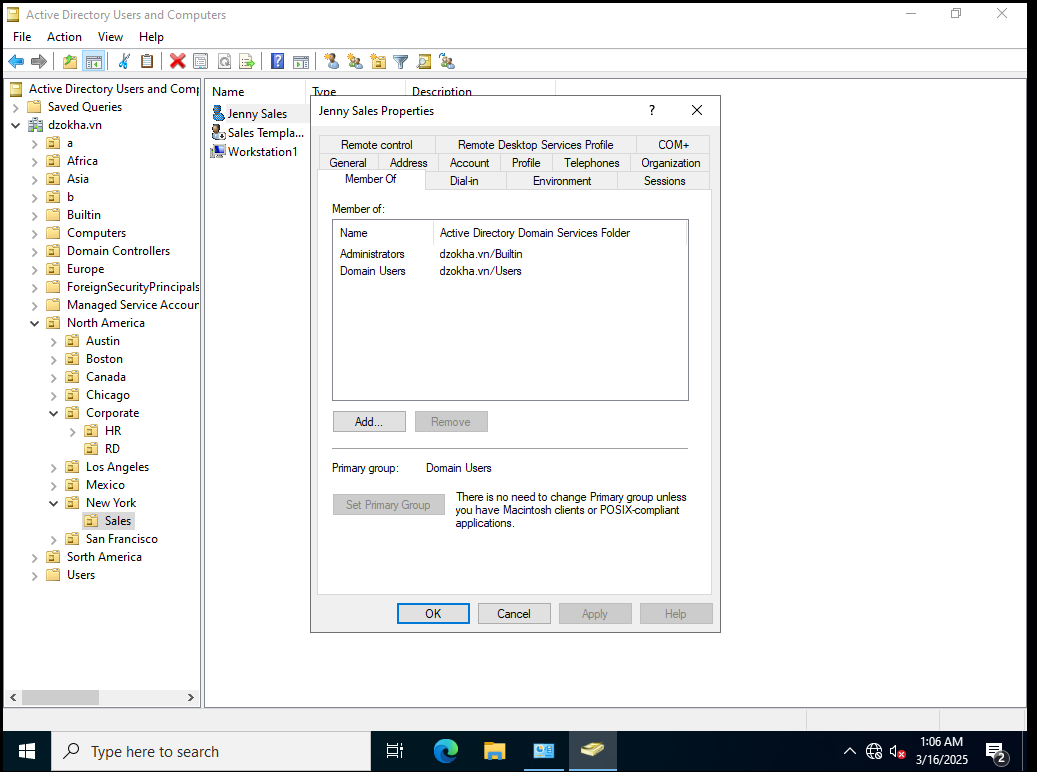 Active Directory Users and Computers
File Action View Help
Active Directory Users and Comp
Saved Queries
dzokha.vn
a
Africa
Asia
b
Builtin
Computers
Domain Controllers
Europe
ForeignSecurityPrincipals
Managed Service Accoun
North America
Austin
Boston
Canada
Chicago
Corporate
HR
RD
Los Angeles
Mexico
New York
Sales
San Francisco
Sorth America
Users
Name Type Description
Jenny Sales
Sales Templa...
Workstation1
Jenny Sales Properties ?
Remote control Remote Desktop Services Profile COM+
General Address Account Profile Telephones Organization
Member Of Dial-in Environment Sessions
Member of:
Name Active Directory Domain Services Folder
Administrators dzokha.vn/Builtin
Domain Users dzokha.vn/Users
Add... Remove
Primary group: Domain Users
Set Primary Group
There is no need to change Primary group unless
you have Macintosh clients or POSIX-compliant
applications.
OK Cancel Apply Help
Type here to search
1:06 AM
3/16/2025
2